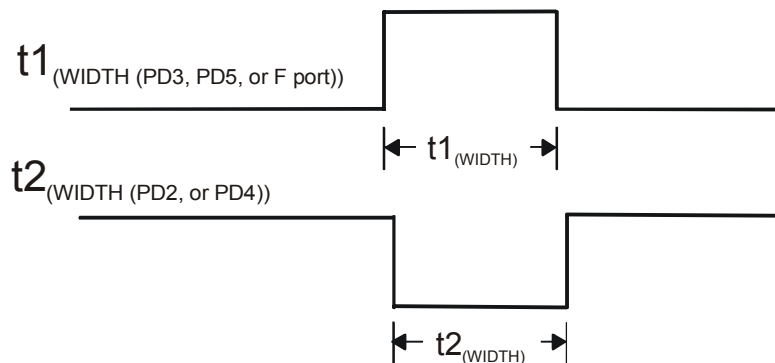 t1(WIDTH (PD3, PD5, or F port))
t1(WIDTH)
t2(WIDTH (PD2, or PD4))
t2(WIDTH)